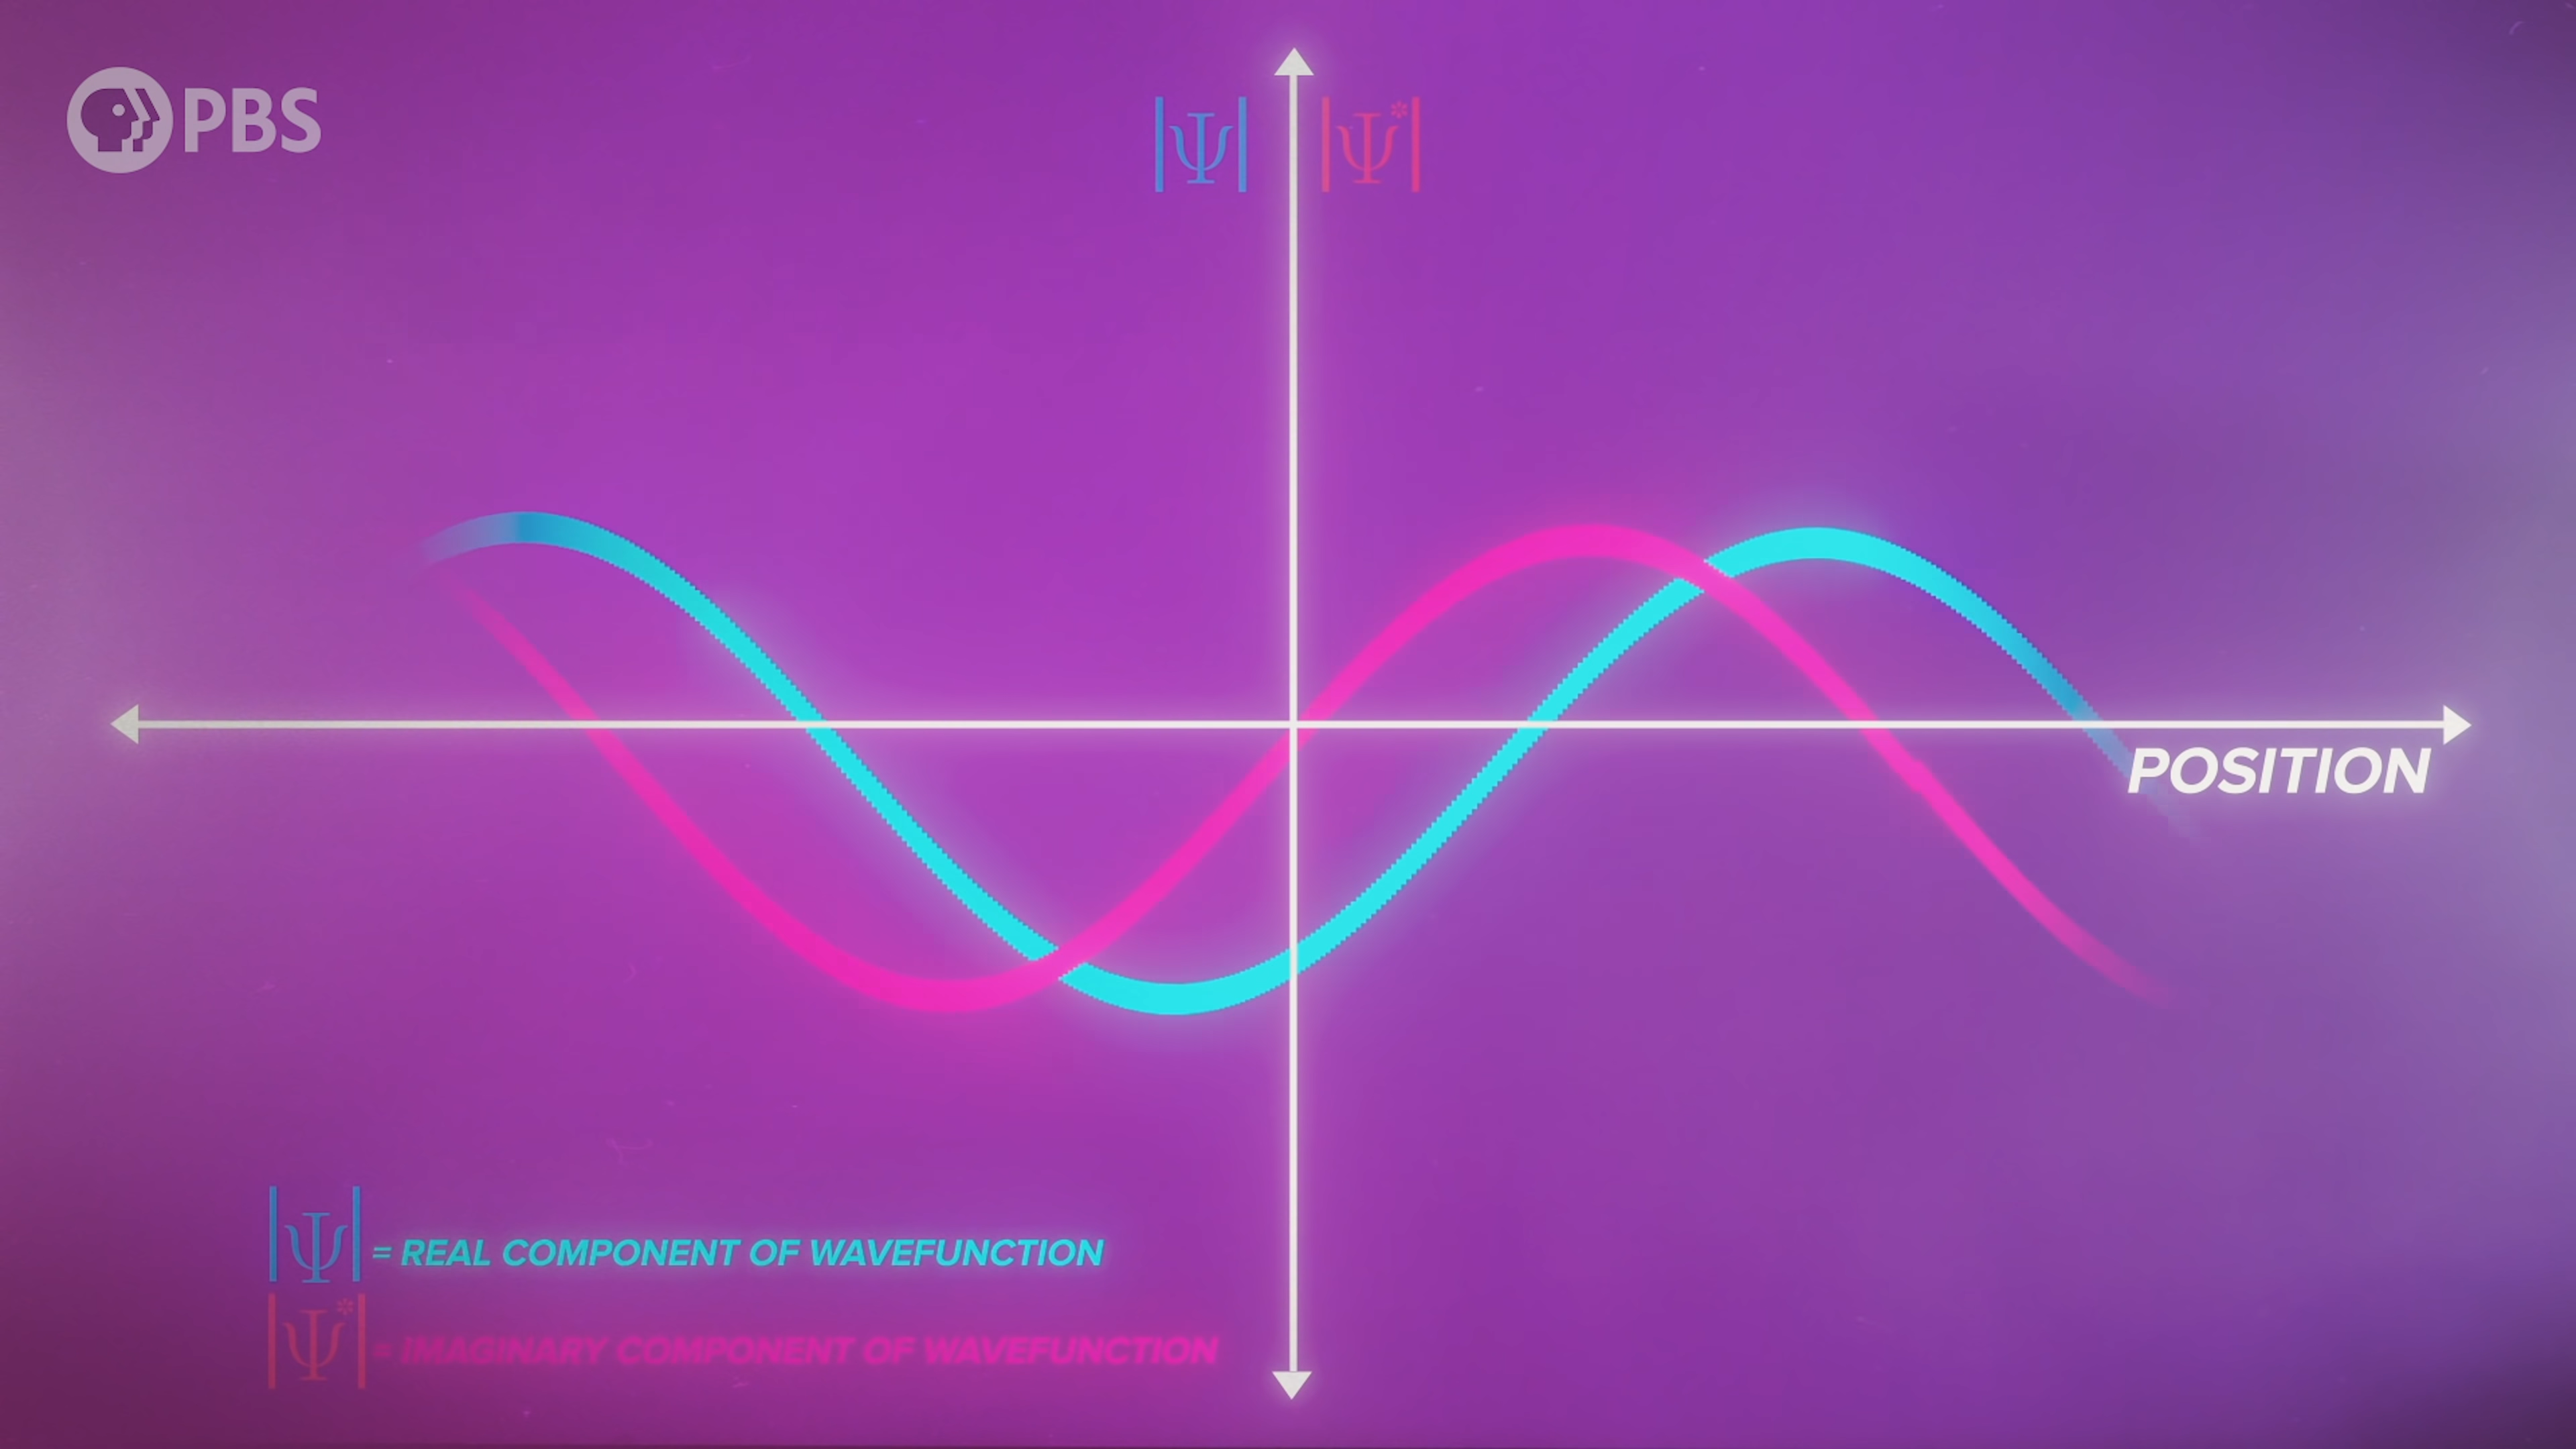 PBS
|Ψ| |Ψ*|
POSITION
|Ψ| = REAL COMPONENT OF WAVEFUNCTION
|Ψ*| = IMAGINARY COMPONENT OF WAVEFUNCTION